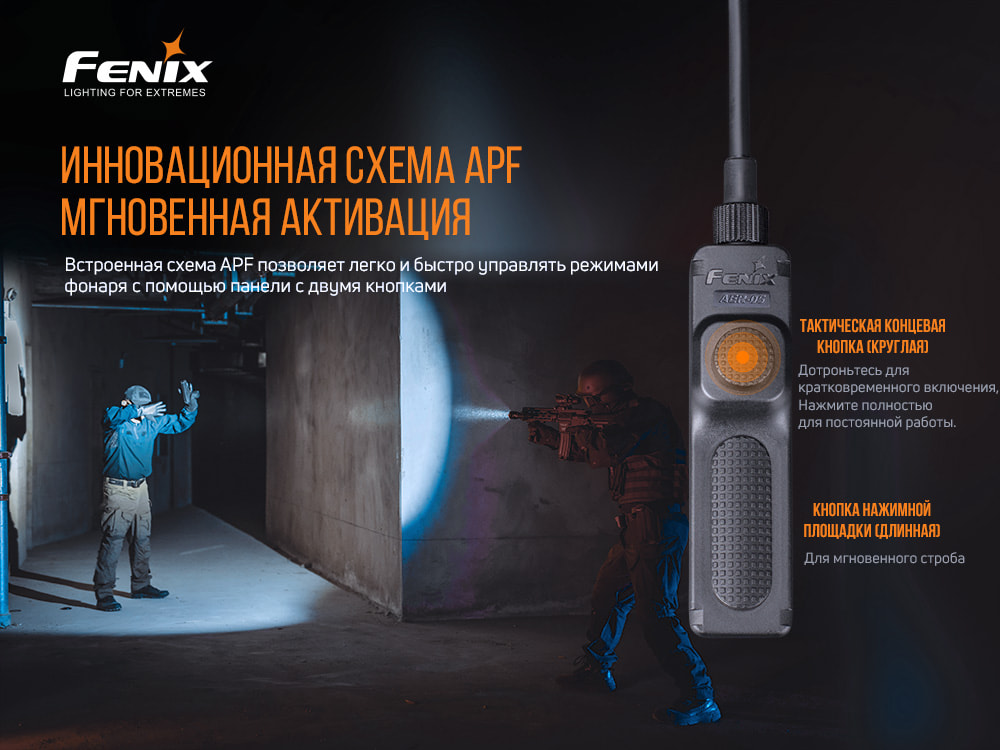 FENIX
LIGHTING FOR EXTREMES
ИННОВАЦИОННАЯ СХЕМА APF
МГНОВЕННАЯ АКТИВАЦИЯ
Встроенная схема APF позволяет легко и быстро управлять режимами
фонаря с помощью панели с двумя кнопками
FENIX
AER-05
ТАКТИЧЕСКАЯ КОНЦЕВАЯ
КНОПКА (КРУГЛАЯ)
Дотроньтесь для
кратковременного включения,
Нажмите полностью
для постоянной работы.
КНОПКА НАЖИМНОЙ
ПЛОЩАДКИ (ДЛИННАЯ)
Для мгновенного строба